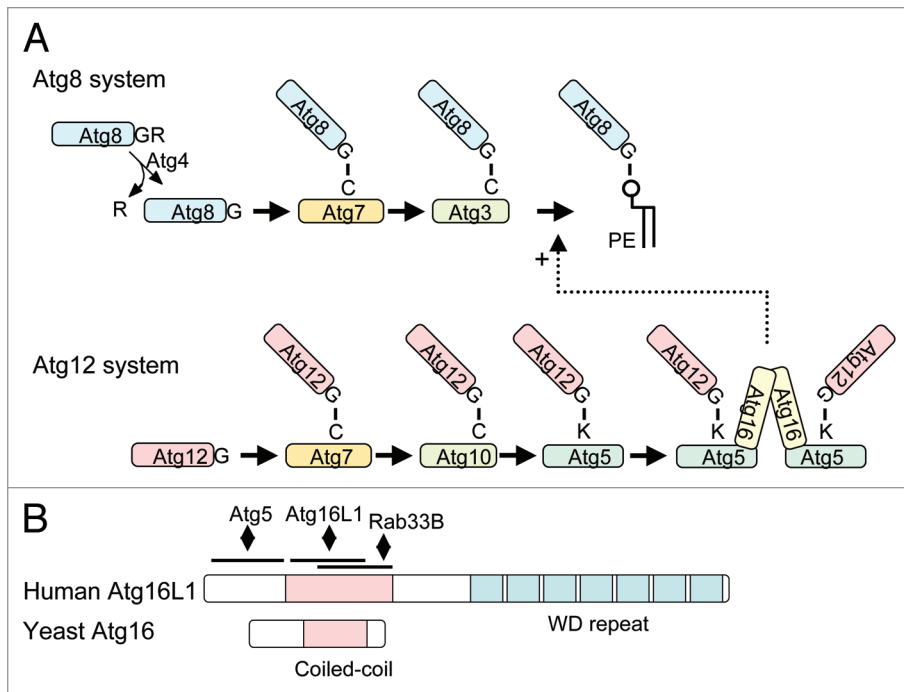 A
Atg8 system
Atg8 GR
Atg4
R Atg8 G
Atg8 G C Atg7
Atg8 G C Atg3
Atg8 G PE
+
Atg12 system
Atg12 G
Atg12 G C Atg7
Atg12 G C Atg10
Atg12 G K Atg5
Atg12 G K Atg5 Atg16
Atg16 Atg12 G K Atg5
B
Atg5 Atg16L1 Rab33B
Human Atg16L1
WD repeat
Yeast Atg16
Coiled-coil